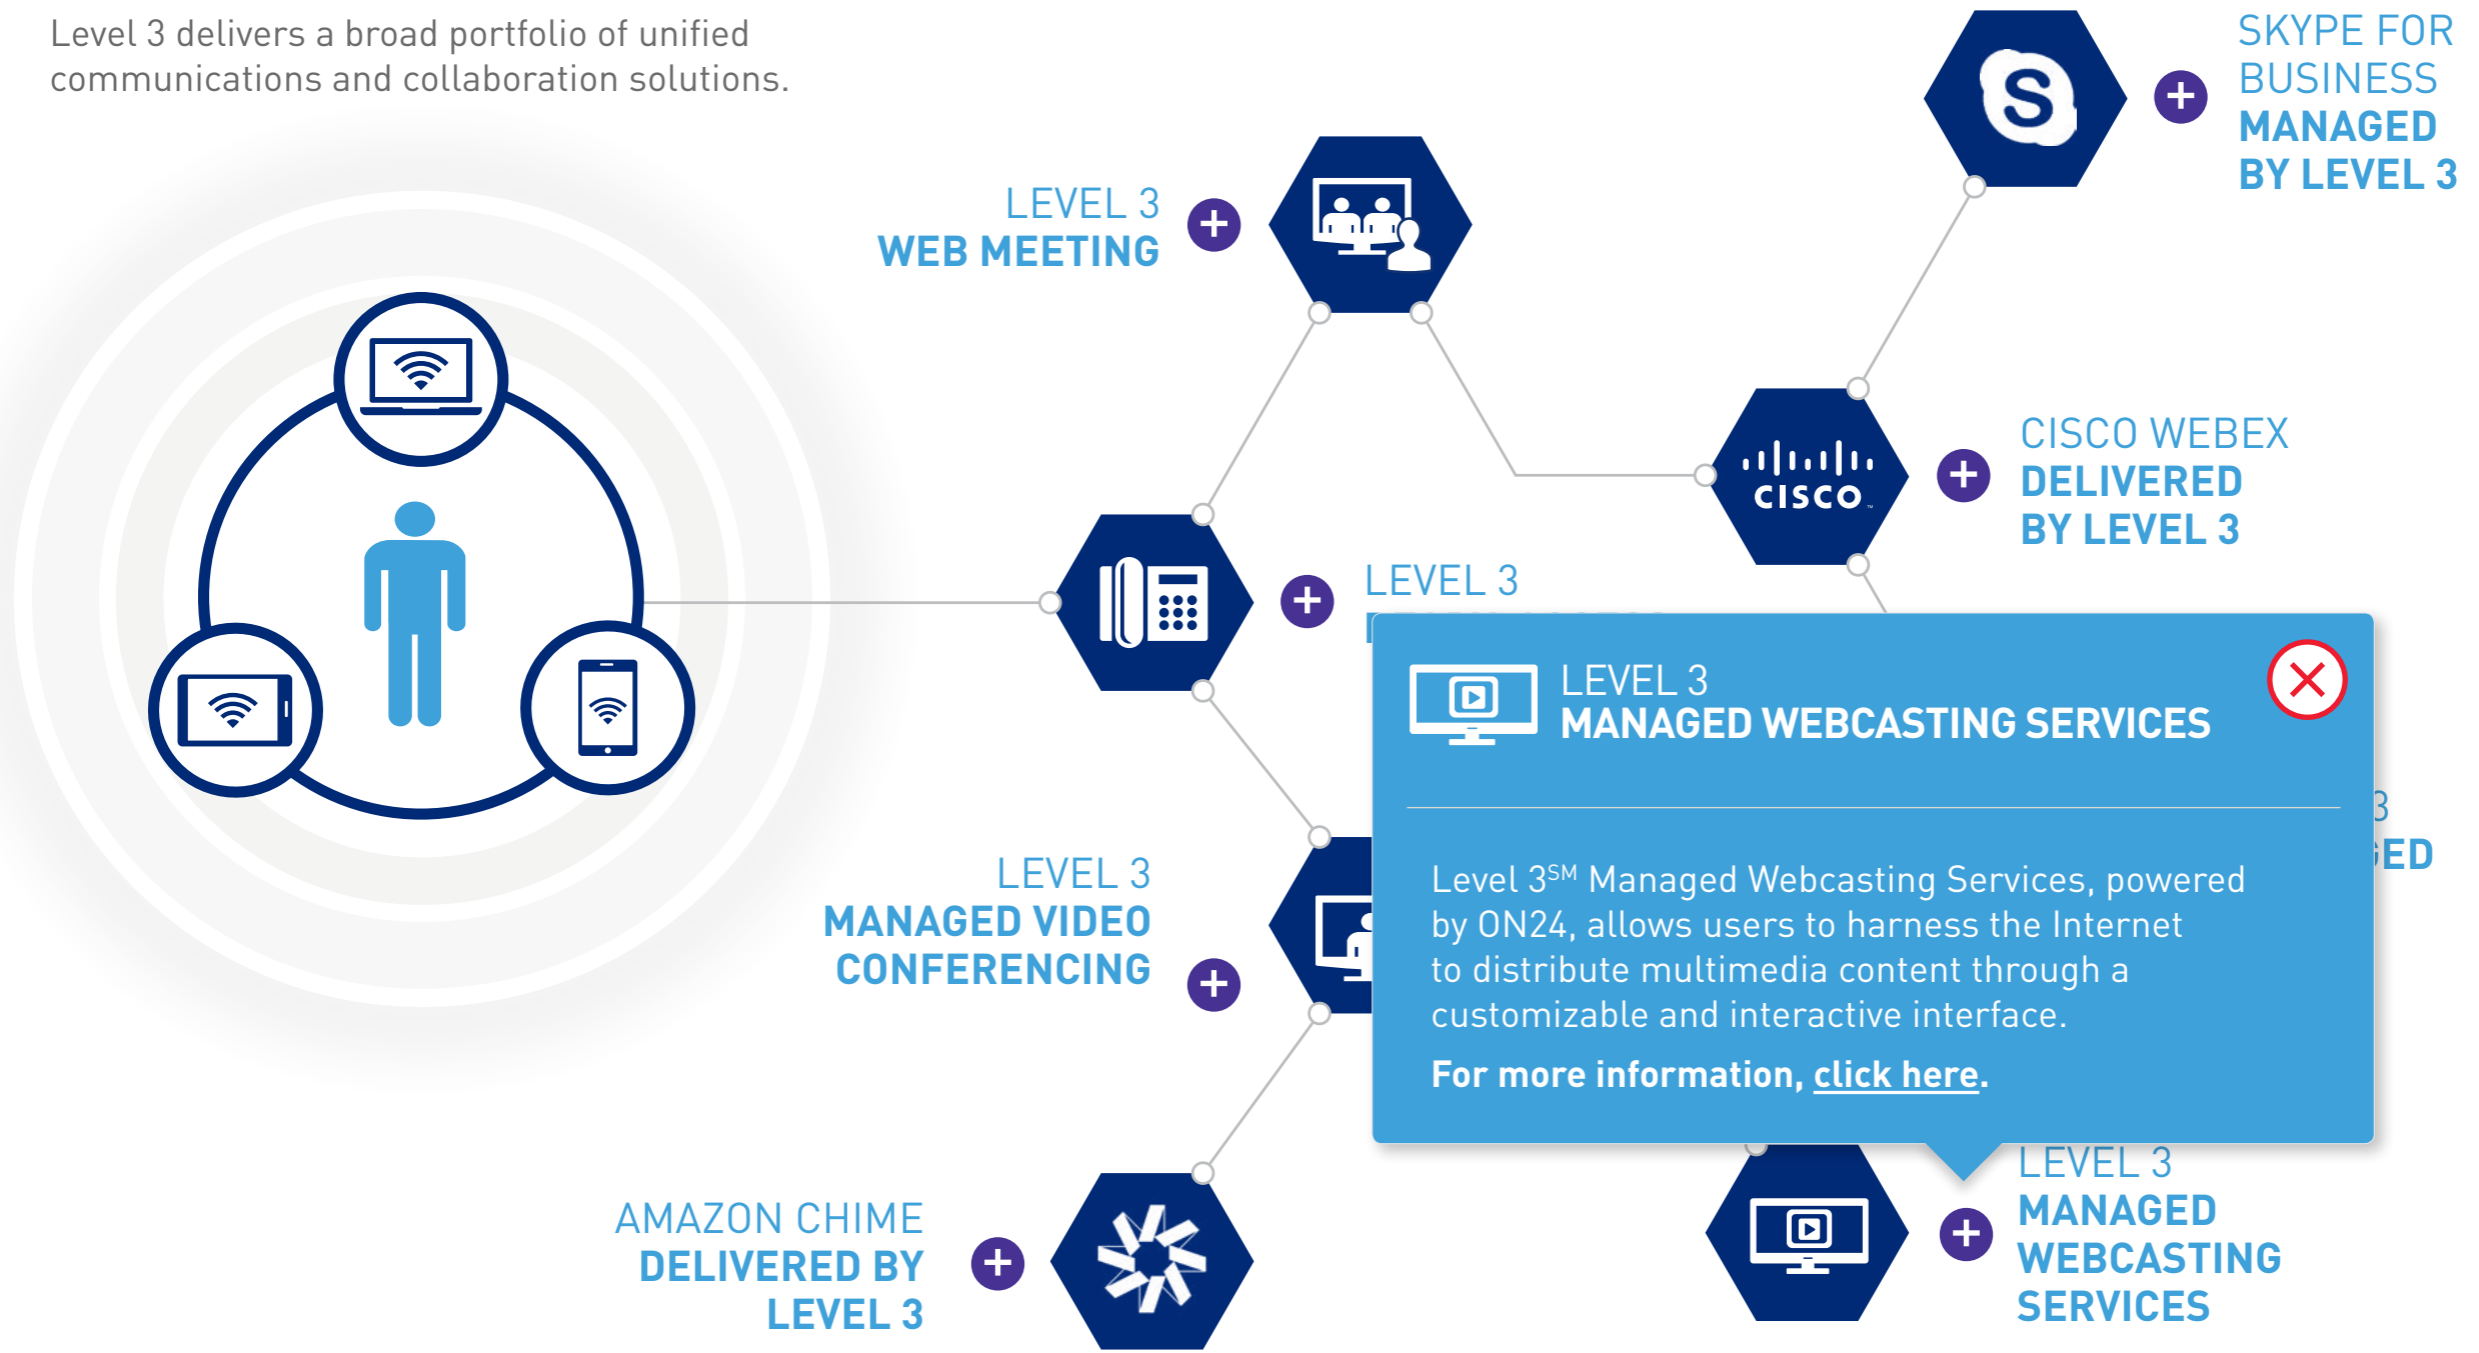 Level 3 delivers a broad portfolio of unified
communications and collaboration solutions.
SKYPE FOR
BUSINESS
MANAGED
BY LEVEL 3
LEVEL 3
WEB MEETING
CISCO
CISCO WEBEX
DELIVERED
BY LEVEL 3
LEVEL 3
LEVEL 3
MANAGED WEBCASTING SERVICES
Level 3SM Managed Webcasting Services, powered
by ON24, allows users to harness the Internet
to distribute multimedia content through a
customizable and interactive interface.
For more information, click here.
3
LEVEL 3
MANAGED VIDEO
CONFERENCING
AMAZON CHIME
DELIVERED BY
LEVEL 3
LEVEL 3
MANAGED
WEBCASTING
SERVICES